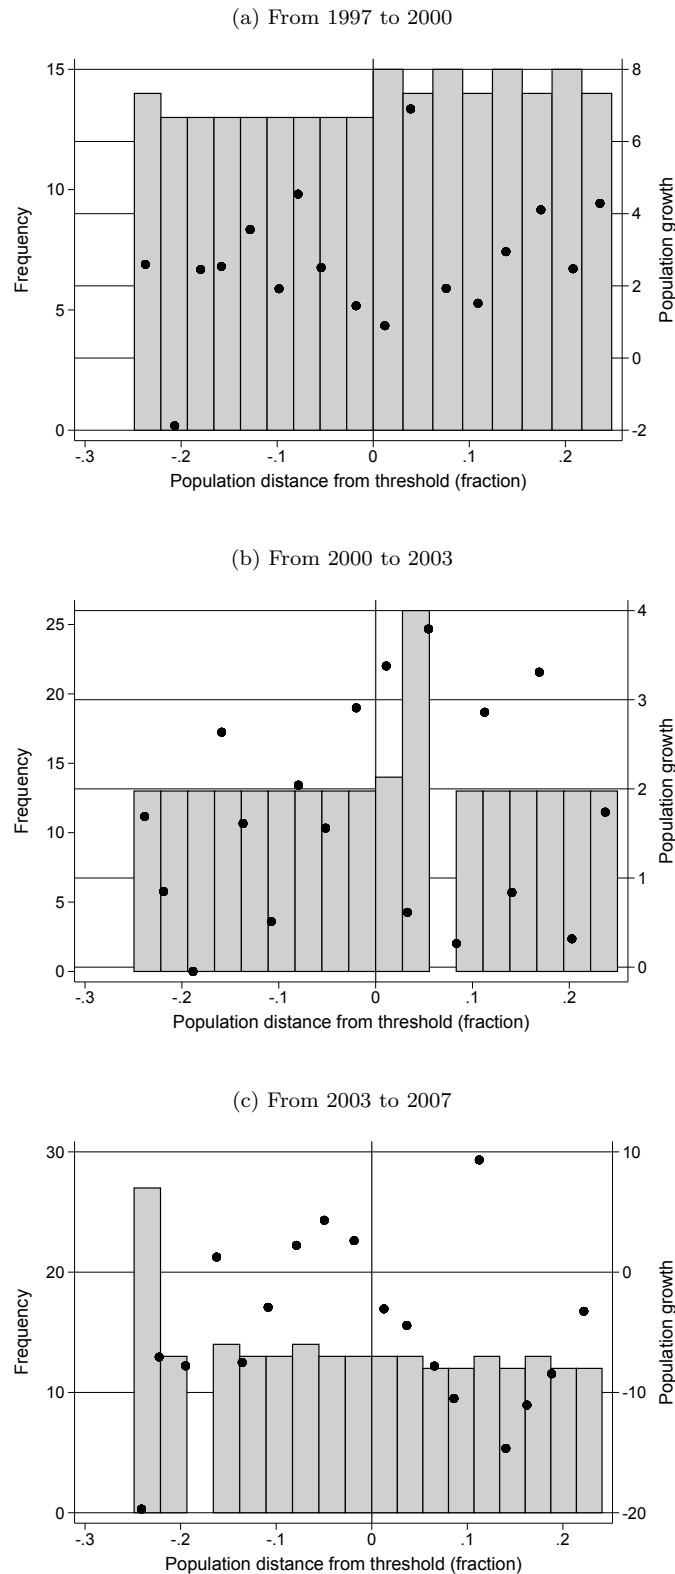 (a) From 1997 to 2000
15
10
5
0
Frequency
8
6
4
2
0
-2
Population growth
-.3 -.2 -.1 0 .1 .2
Population distance from threshold (fraction)
(b) From 2000 to 2003
25
20
15
10
5
0
Frequency
4
3
2
1
0
Population growth
-.3 -.2 -.1 0 .1 .2
Population distance from threshold (fraction)
(c) From 2003 to 2007
30
20
10
0
Frequency
10
0
-10
-20
Population growth
-.3 -.2 -.1 0 .1 .2
Population distance from threshold (fraction)